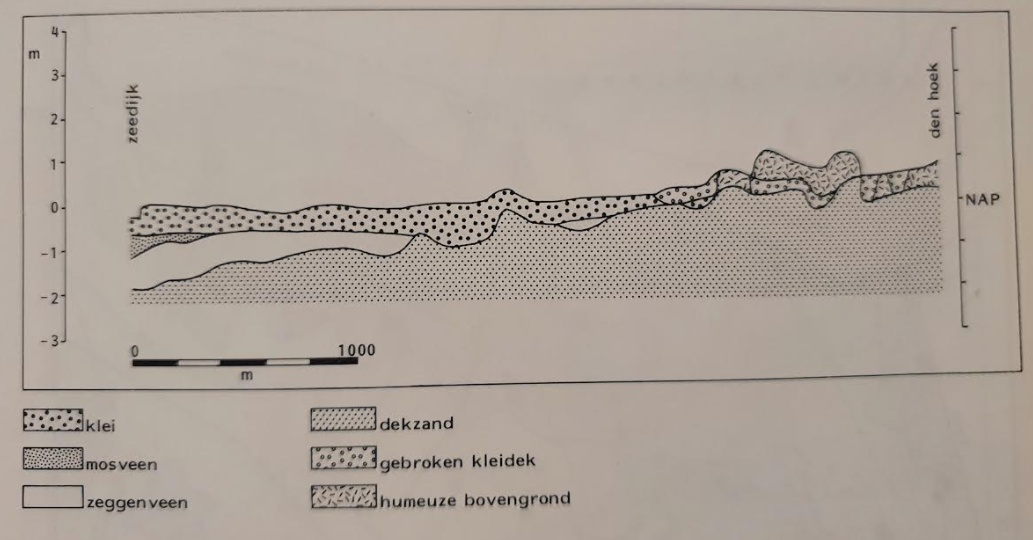 4
m
3
2
1
0
-1
-2
-3
zeedijk
den hoek
NAP
0 1000
m
klei
mosveen
zeggenveen
dekzand
gebroken kleidek
humeuze bovengrond